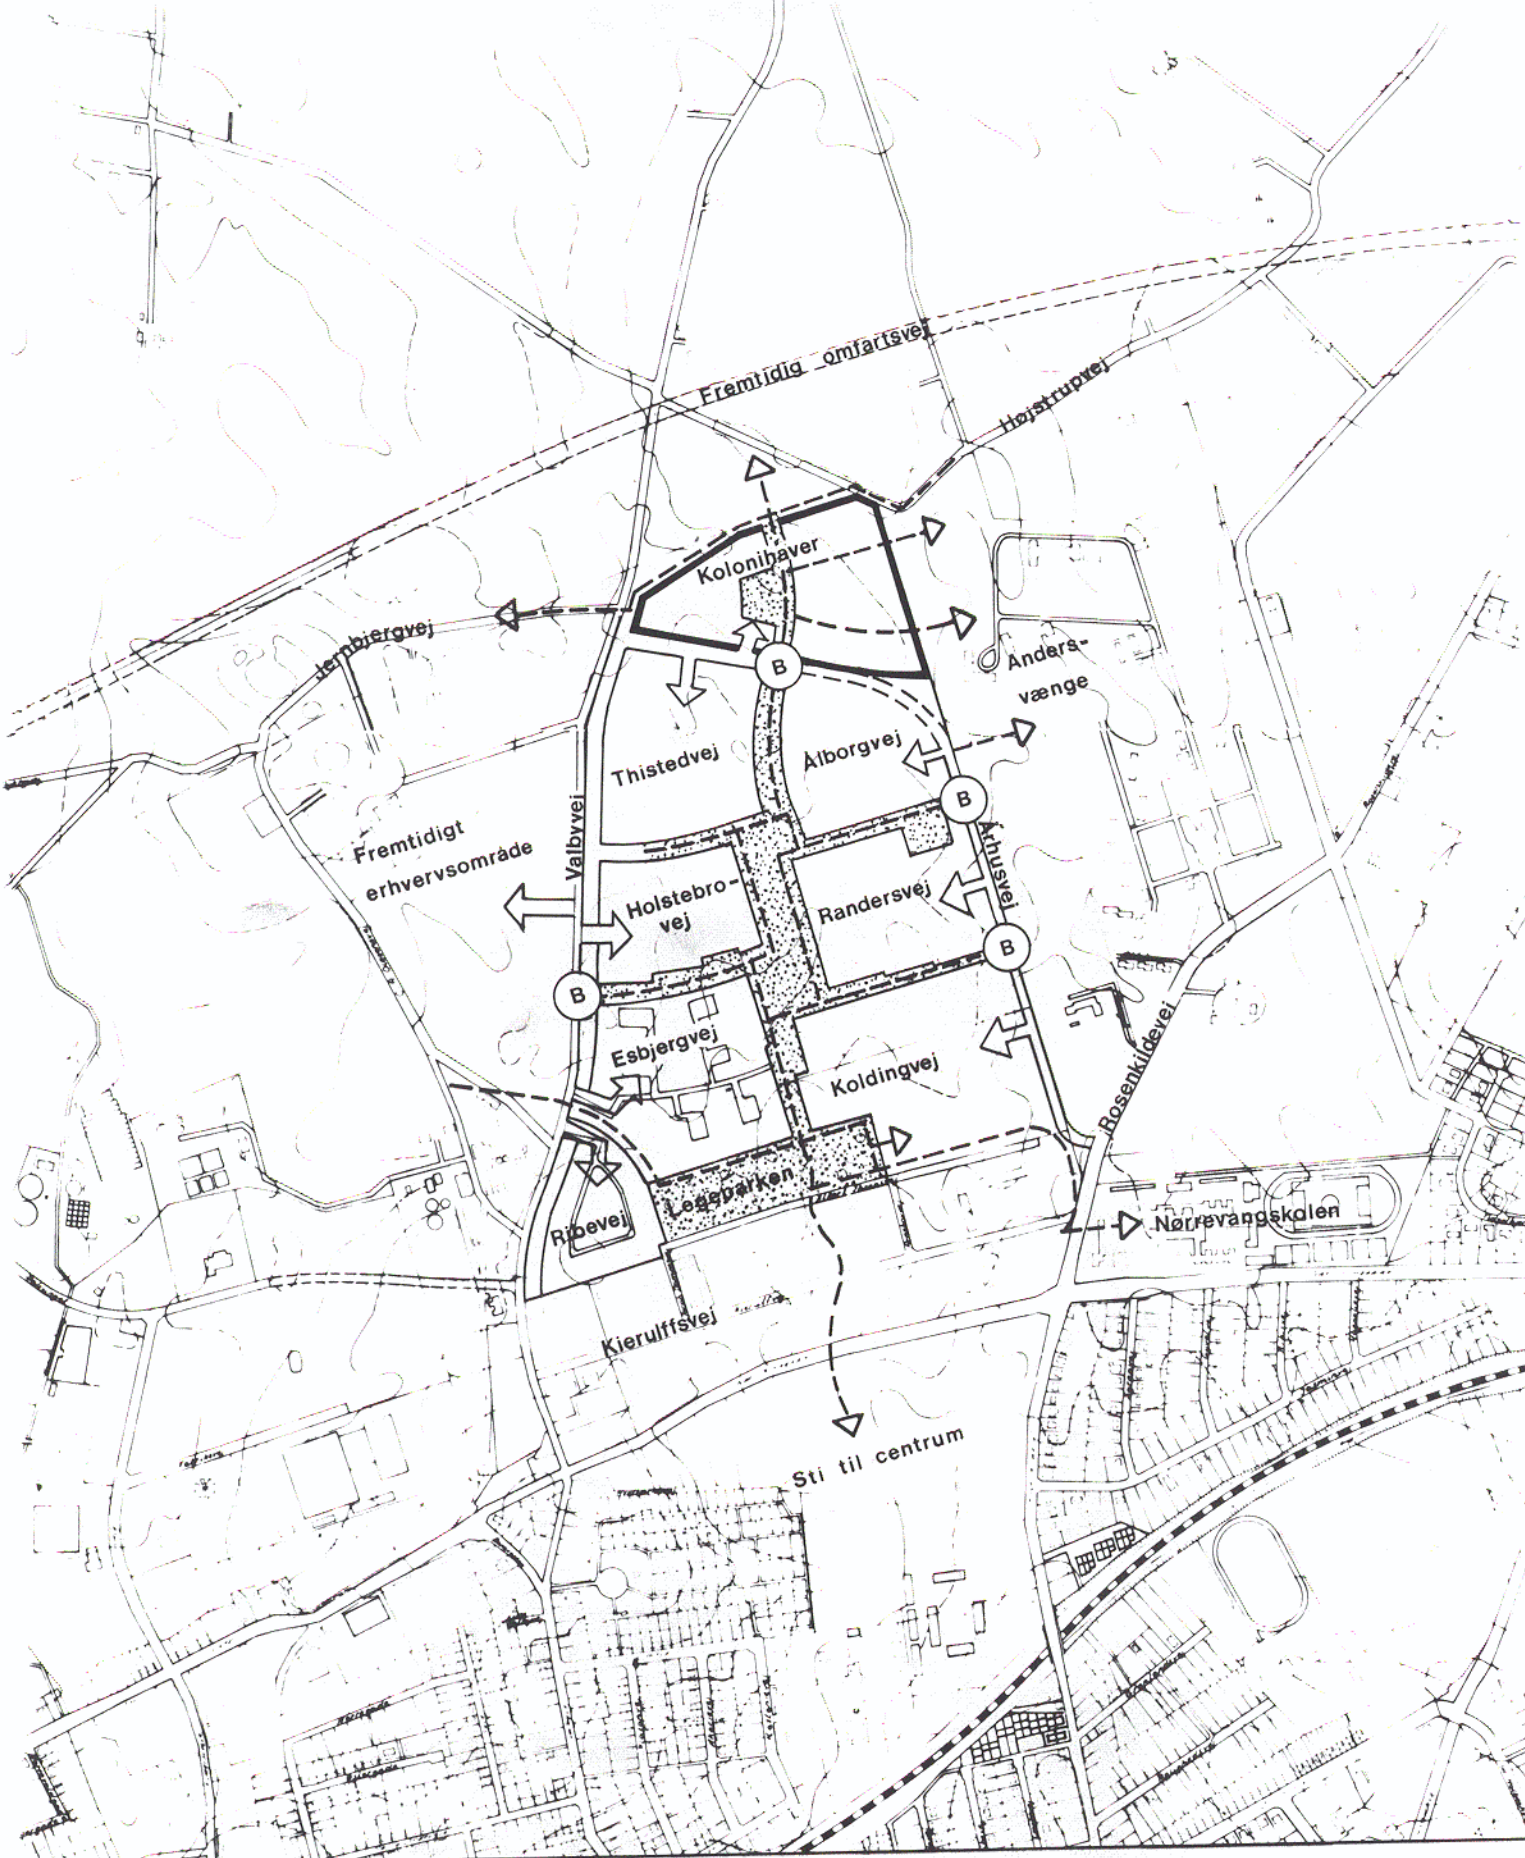 Fremtidig omfartsvej
Højstrupvej
Kolonihaver
Jernbjergvej
Anders-
vænge
B
Thistedvej
Ålborgvej
B
Valbyvej
Århusvej
Fremtidigt
erhvervsområde
Holstebro-
vej
Randersvej
B
B
Esbjergvej
Koldingvej
Rosenkildevej
Legeparken
Ribevej
Nørrevangskolen
Kierulffsvej
Sti til centrum